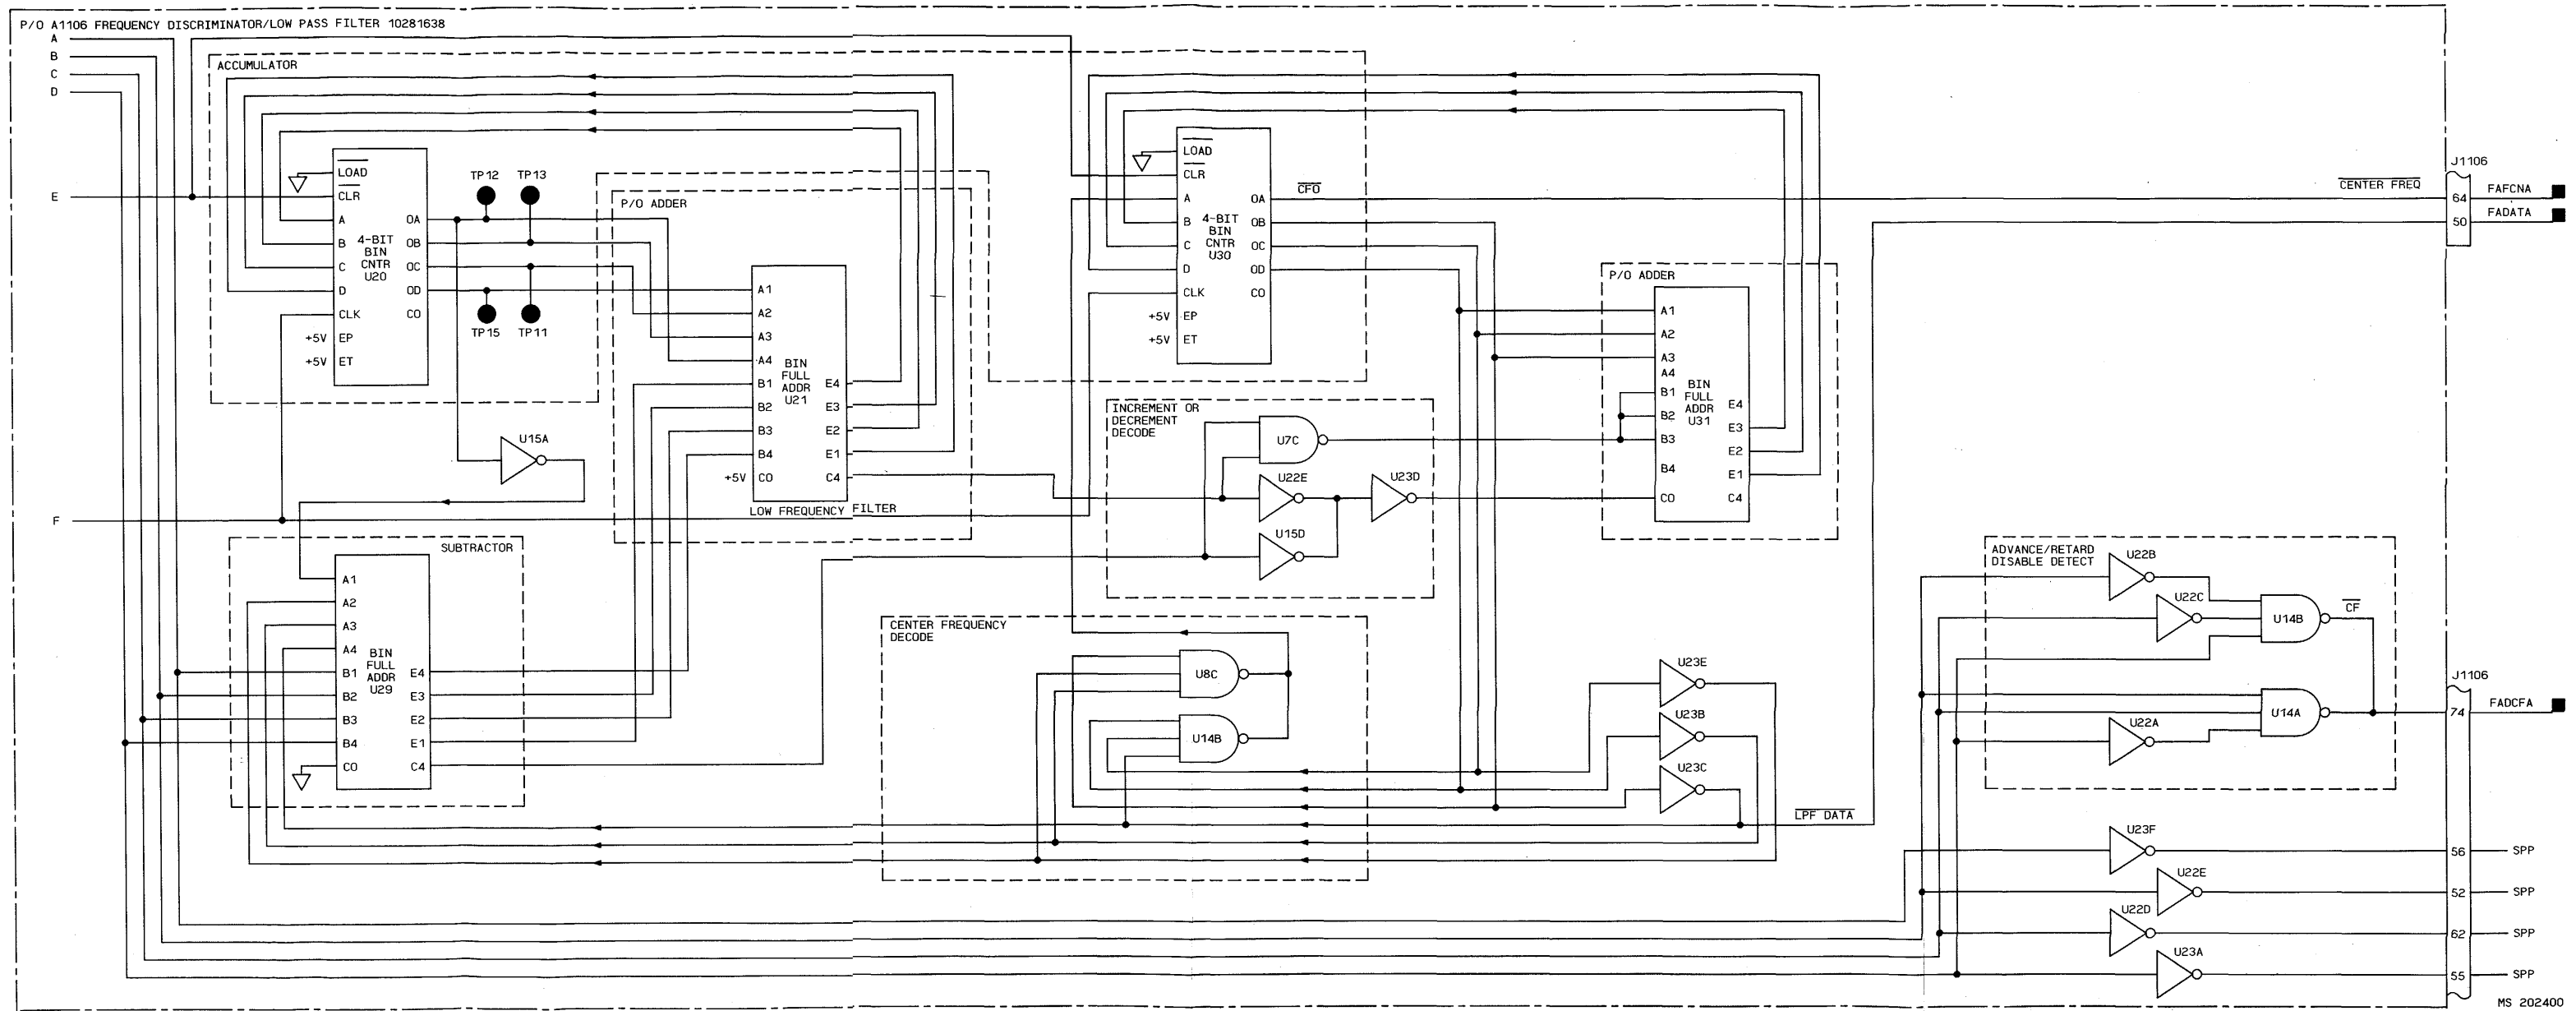 P/O A1106 FREQUENCY DISCRIMINATOR/LOW PASS FILTER 10281638
A
B
C
D
E
F
ACCUMULATOR
LOAD
CLR
A
B
C
D
CLK
+5V EP
+5V ET
4-BIT
BIN
CNTR
U20
OA
OB
OC
OD
CO
TP12
TP13
TP15
TP11
U15A
P/O ADDER
A1
A2
A3
A4
B1
B2
B3
B4
+5V CO
BIN
FULL
ADDR
U21
E4
E3
E2
E1
C4
LOW FREQUENCY FILTER
SUBTRACTOR
A1
A2
A3
A4
B1
B2
B3
B4
CO
BIN
FULL
ADDR
U29
E4
E3
E2
E1
C4
LOAD
CLR
A
B
C
D
CLK
+5V EP
+5V ET
4-BIT
BIN
CNTR
U30
OA
OB
OC
OD
CO
CFO
INCREMENT OR
DECREMENT
DECODE
U7C
U22E
U23D
U15D
P/O ADDER
A1
A2
A3
A4
B1
B2
B3
B4
CO
BIN
FULL
ADDR
U31
E4
E3
E2
E1
C4
CENTER FREQUENCY
DECODE
U8C
U14B
U23E
U23B
U23C
LPF DATA
ADVANCE/RETARD
DISABLE DETECT
U22B
U22C
U14B
CF
U14A
U22A
U23F
U22E
U22D
U23A
CENTER FREQ
J1106
64 FAFCNA
50 FADATA
J1106
74 FADCFA
56 SPP
52 SPP
62 SPP
55 SPP
MS 202400